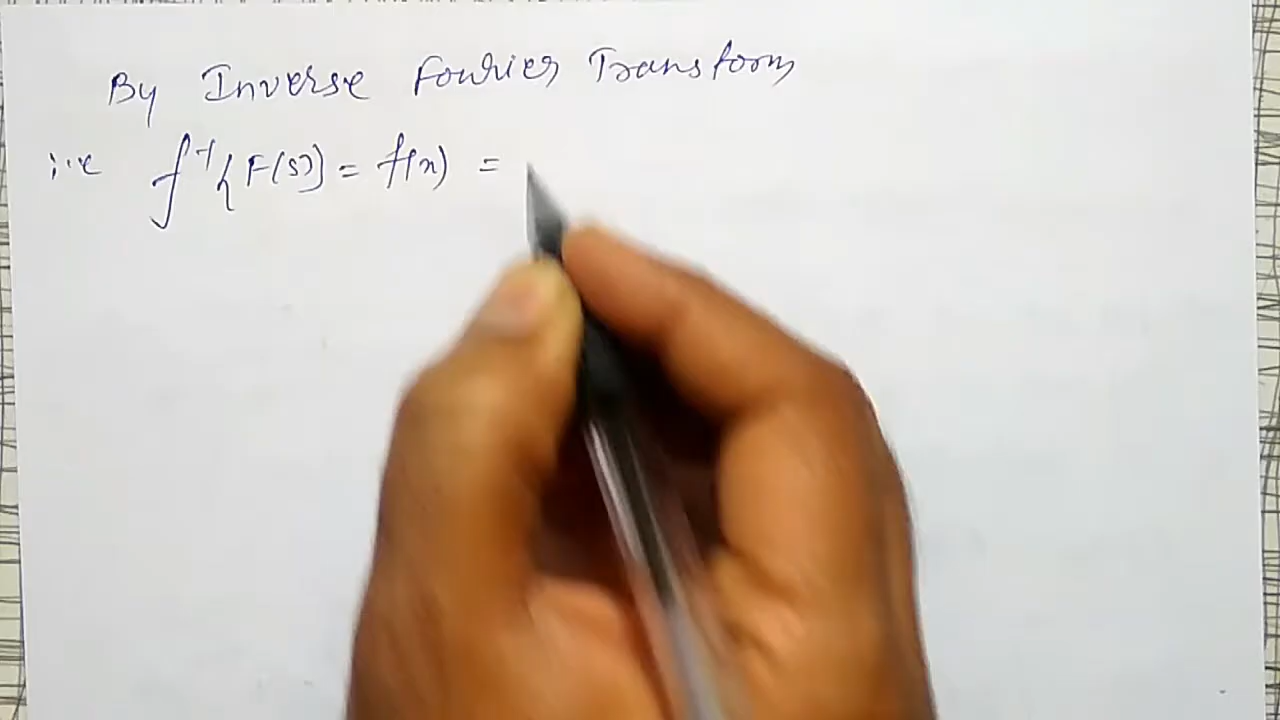 By Inverse Fourier Transform
i.e f⁻¹{F(s)} = f(x) =